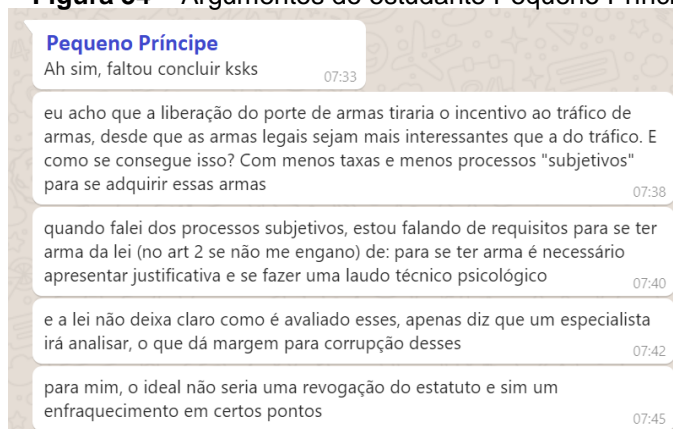 Pequeno Príncipe
Ah sim, faltou concluir ksks
07:33
eu acho que a liberação do porte de armas tiraria o incentivo ao tráfico de
armas, desde que as armas legais sejam mais interessantes que a do tráfico. E
como se consegue isso? Com menos taxas e menos processos "subjetivos"
para se adquirir essas armas
07:38
quando falei dos processos subjetivos, estou falando de requisitos para se ter
arma da lei (no art 2 se não me engano) de: para se ter arma é necessário
apresentar justificativa e se fazer uma laudo técnico psicológico
07:40
e a lei não deixa claro como é avaliado esses, apenas diz que um especialista
irá analisar, o que dá margem para corrupção desses
07:42
para mim, o ideal não seria uma revogação do estatuto e sim um
enfraquecimento em certos pontos
07:45